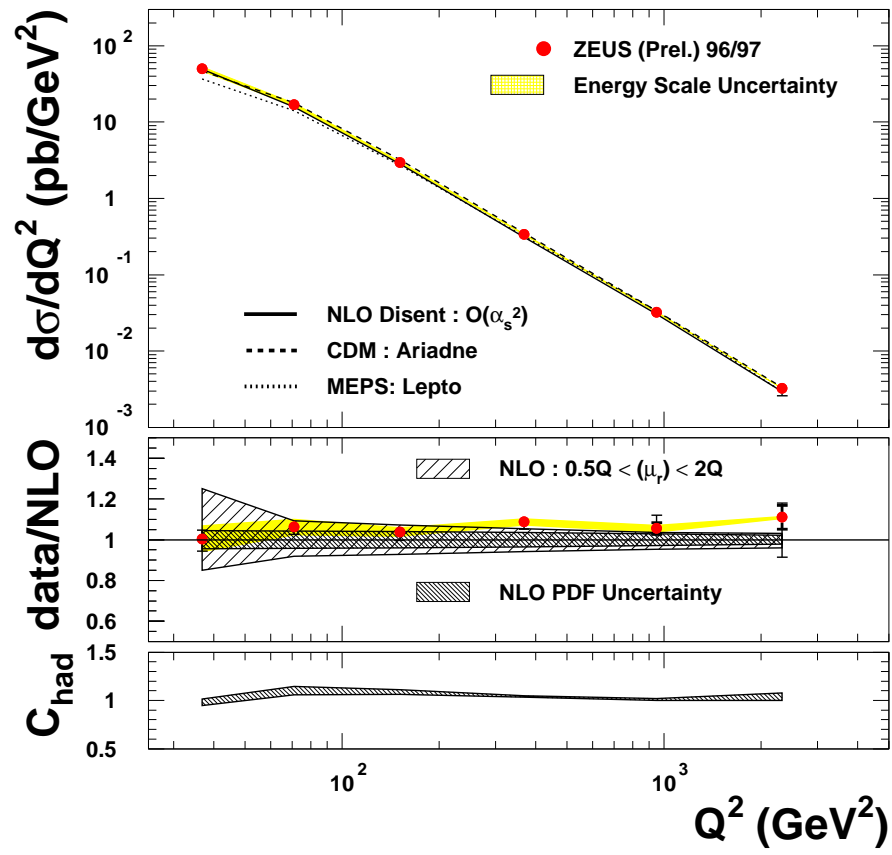 dσ/dQ² (pb/GeV²)
10²
10
1
10⁻¹
10⁻²
10⁻³
ZEUS (Prel.) 96/97
Energy Scale Uncertainty
NLO Disent : O(αₛ²)
CDM : Ariadne
MEPS: Lepto
data/NLO
1.4
1.2
1.0
0.8
0.6
NLO : 0.5Q < (μᵣ) < 2Q
NLO PDF Uncertainty
C_had
1.5
1
0.5
10²
10³
Q² (GeV²)